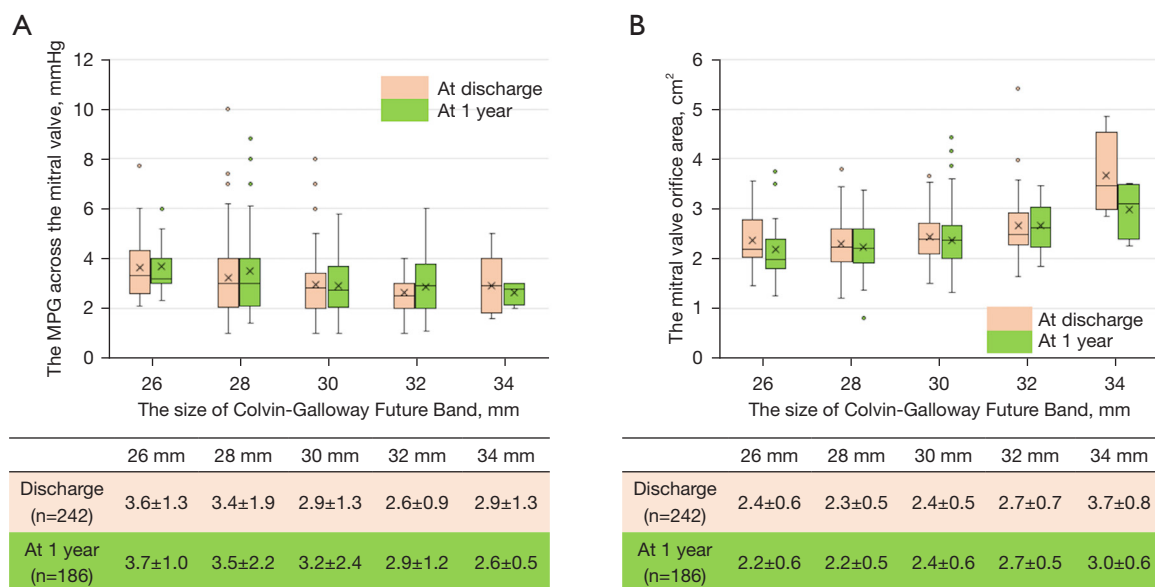 A
The MPG across the mitral valve, mmHg
12
10
8
6
4
2
0
At discharge
At 1 year
26 28 30 32 34
The size of Colvin-Galloway Future Band, mm
26 mm 28 mm 30 mm 32 mm 34 mm
Discharge
(n=242)
3.6±1.3 3.4±1.9 2.9±1.3 2.6±0.9 2.9±1.3
At 1 year
(n=186)
3.7±1.0 3.5±2.2 3.2±2.4 2.9±1.2 2.6±0.5
B
The mitral valve orifice area, cm²
6
5
4
3
2
1
0
At discharge
At 1 year
26 28 30 32 34
The size of Colvin-Galloway Future Band, mm
26 mm 28 mm 30 mm 32 mm 34 mm
Discharge
(n=242)
2.4±0.6 2.3±0.5 2.4±0.5 2.7±0.7 3.7±0.8
At 1 year
(n=186)
2.2±0.6 2.2±0.5 2.4±0.6 2.7±0.5 3.0±0.6